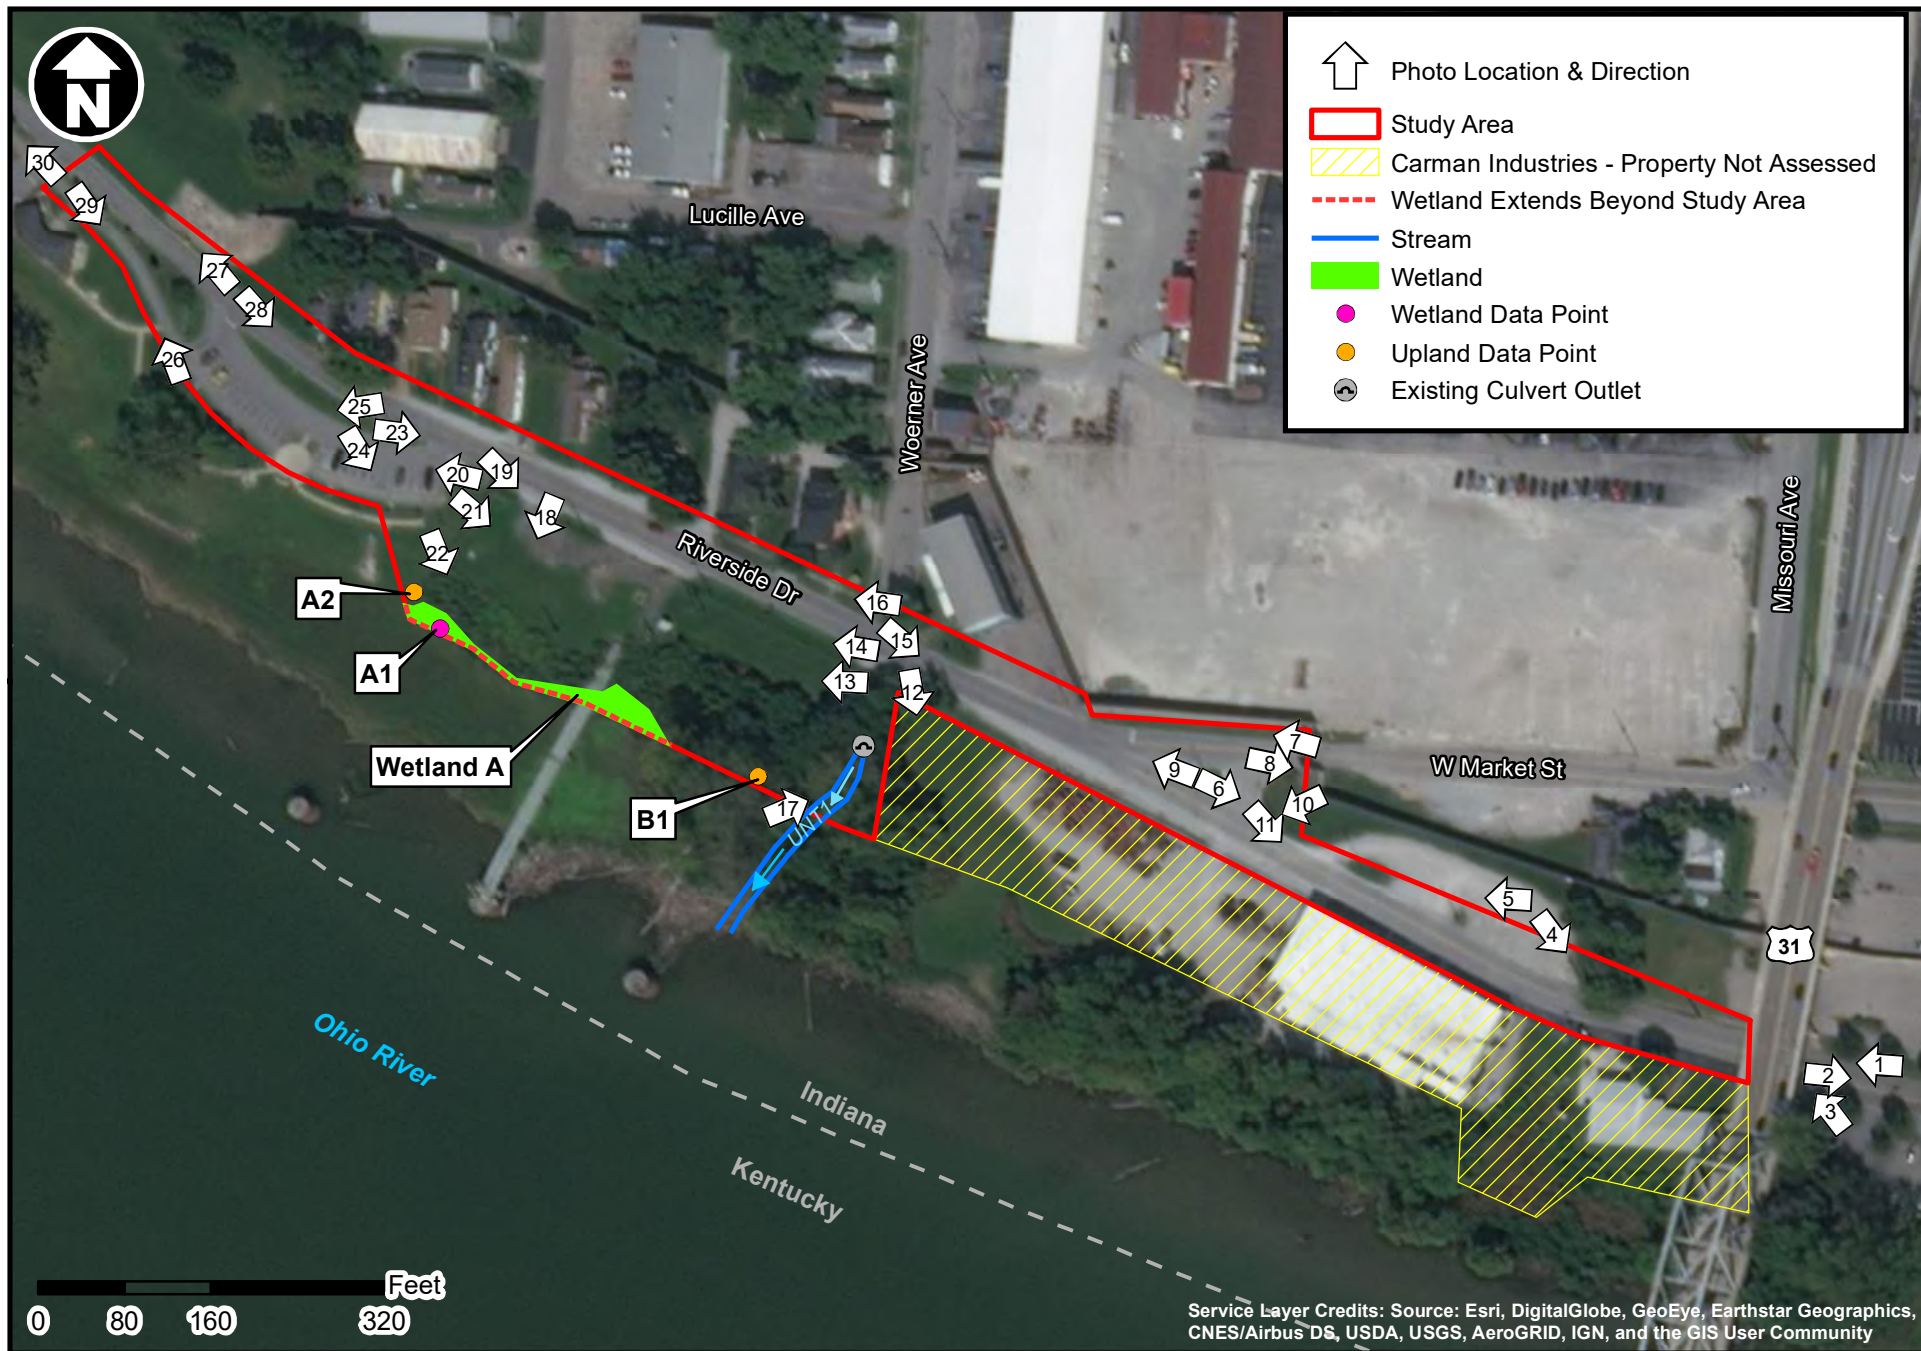 N
Photo Location & Direction
Study Area
Carman Industries - Property Not Assessed
Wetland Extends Beyond Study Area
Stream
Wetland
Wetland Data Point
Upland Data Point
Existing Culvert Outlet
30
29
Lucille Ave
27
28
26
25
23
24
20
19
21
18
22
Woerner Ave
Missouri Ave
Riverside Dr
A2
A1
Wetland A
B1
16
15
14
13
12
17
UNT1
7
8
9
6
10
11
W Market St
5
4
31
1
2
3
Ohio River
Indiana
Kentucky
Feet
0 80 160 320
Service Layer Credits: Source: Esri, DigitalGlobe, GeoEye, Earthstar Geographics,
CNES/Airbus DS, USDA, USGS, AeroGRID, IGN, and the GIS User Community